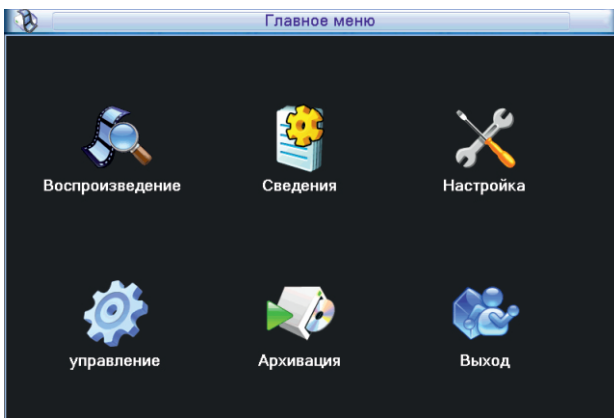 Главное меню
Воспроизведение Сведения Настройка
управление Архивация Выход